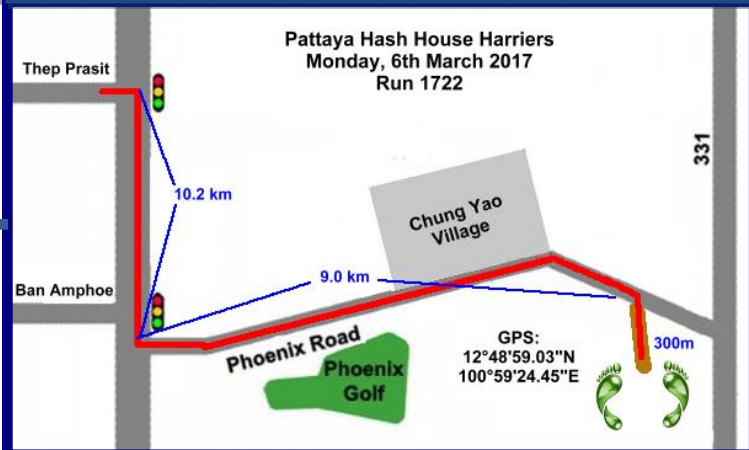 Pattaya Hash House Harriers
Monday, 6th March 2017
Run 1722
Thep Prasit
331
10.2 km
Chung Yao
Village
9.0 km
Ban Amphoe
Phoenix Road
GPS:
12°48'59.03"N
100°59'24.45"E
300m
Phoenix
Golf